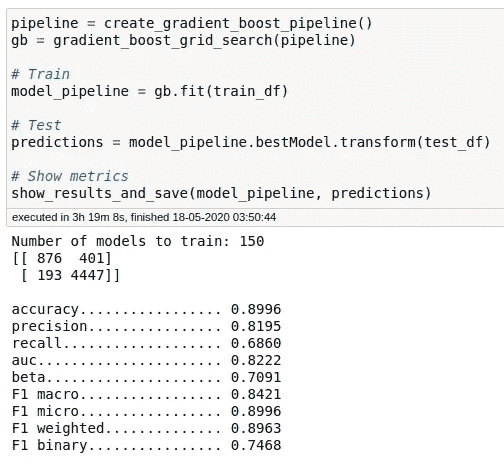 pipeline = create_gradient_boost_pipeline()
gb = gradient_boost_grid_search(pipeline)
# Train
model_pipeline = gb.fit(train_df)
# Test
predictions = model_pipeline.bestModel.transform(test_df)
# Show metrics
show_results_and_save(model_pipeline, predictions)
executed in 3h 19m 8s, finished 18-05-2020 03:50:44
Number of models to train: 150
[[ 876  401]
 [ 193 4447]]
accuracy................. 0.8996
precision................ 0.8195
recall................... 0.6860
auc...................... 0.8222
beta..................... 0.7091
F1 macro................. 0.8421
F1 micro................. 0.8996
F1 weighted.............. 0.8963
F1 binary................ 0.7468